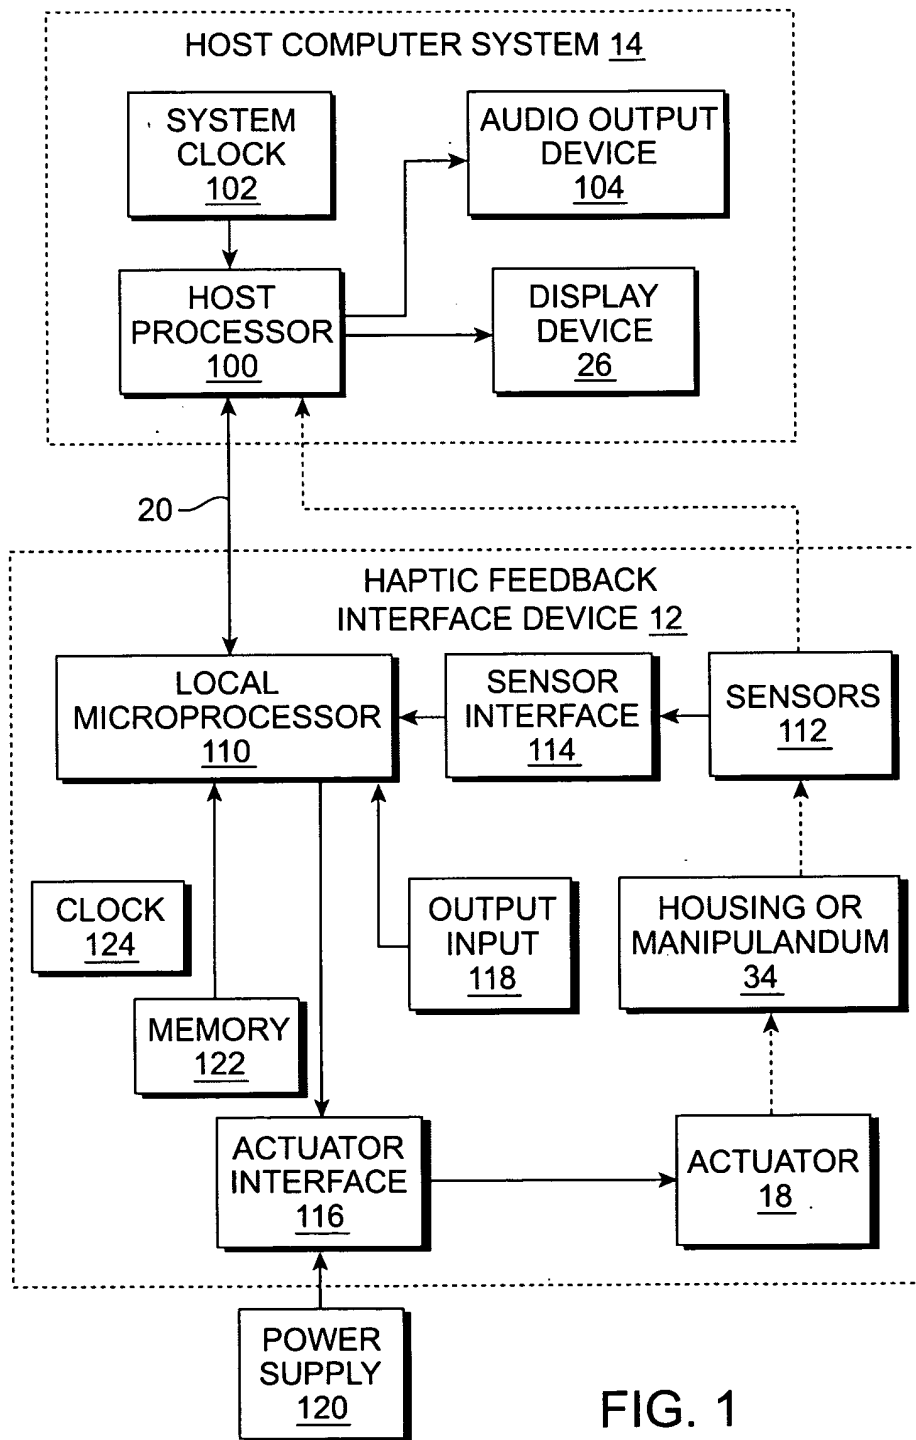 HOST COMPUTER SYSTEM 14
SYSTEM
CLOCK
102
AUDIO OUTPUT
DEVICE
104
HOST
PROCESSOR
100
DISPLAY
DEVICE
26
20
HAPTIC FEEDBACK
INTERFACE DEVICE 12
LOCAL
MICROPROCESSOR
110
SENSOR
INTERFACE
114
SENSORS
112
CLOCK
124
OUTPUT
INPUT
118
HOUSING OR
MANIPULANDUM
34
MEMORY
122
ACTUATOR
INTERFACE
116
ACTUATOR
18
POWER
SUPPLY
120
FIG. 1